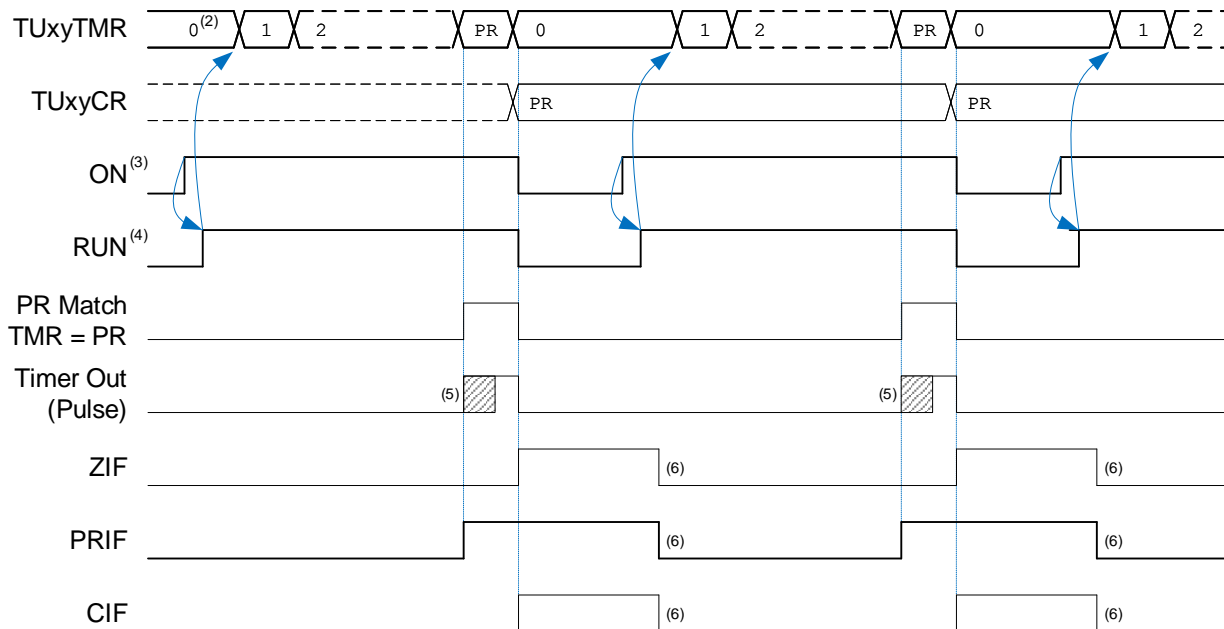 TUxyTMR 0(2) 1 2 PR 0 1 2 PR 0 1 2
TUxyCR PR PR
ON(3)
RUN(4)
PR Match
TMR = PR
Timer Out (5) (5)
(Pulse)
ZIF (6) (6)
PRIF (6) (6)
CIF (6) (6)